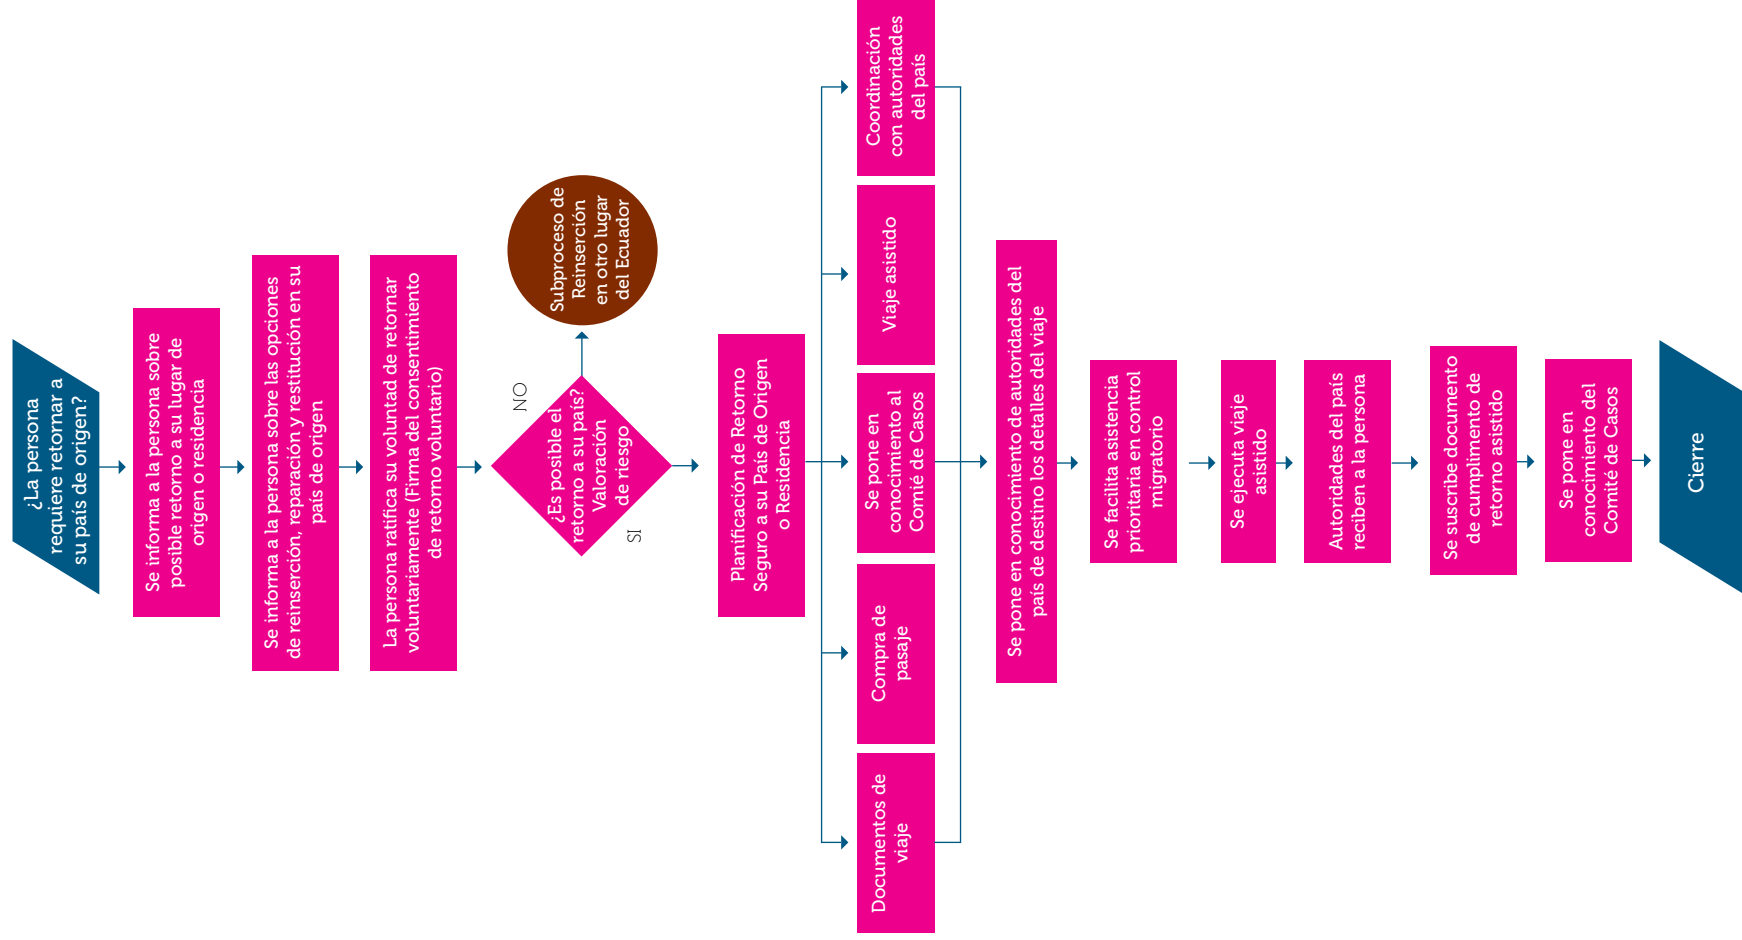 ¿La persona
requiere retornar a
su país de origen?
Se informa a la persona sobre
posible retorno a su lugar de
origen o residencia
Se informa a la persona sobre las opciones
de reinserción, reparación y restitución en su
país de origen
La persona ratifica su voluntad de retornar
voluntariamente (Firma del consentimiento
de retorno voluntario)
¿Es posible el
retorno a su país?
Valoración
de riesgo
NO
Subproceso de
Reinserción
en otro lugar
del Ecuador
SI
Planificación de Retorno
Seguro a su País de Origen
o Residencia
Documentos de
viaje
Compra de
pasaje
Se pone en
conocimiento al
Comié de Casos
Viaje asistido
Coordinación
con autoridades
del país
Se pone en conocimiento de autoridades del
país de destino los detalles del viaje
Se facilita asistencia
prioritaria en control
migratorio
Se ejecuta viaje
asistido
Autoridades del país
reciben a la persona
Se suscribe documento
de cumplimento de
retorno asistido
Se pone en
conocimiento del
Comité de Casos
Cierre